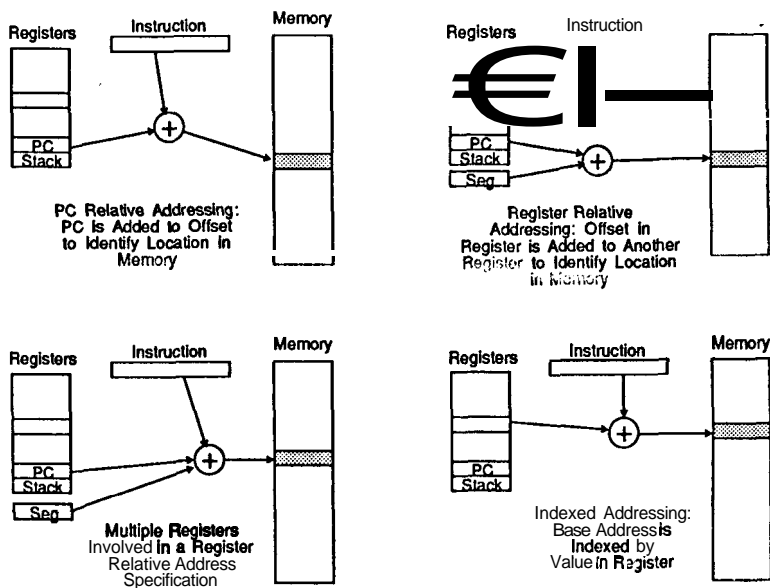 Registers
Instruction
Memory
PC
Stack
PC Relative Addressing:
PC is Added to Offset
to Identify Location in
Memory
Registers
Instruction
PC
Stack
Seg
Register Relative
Addressing: Offset in
Register is Added to Another
Register to Identify Location
in Memory
Registers
Instruction
Memory
PC
Stack
Seg
Multiple Registers
Involved in a Register
Relative Address
Specification
Registers
Instruction
Memory
PC
Stack
Indexed Addressing:
Base Address is
Indexed by
Value in Register